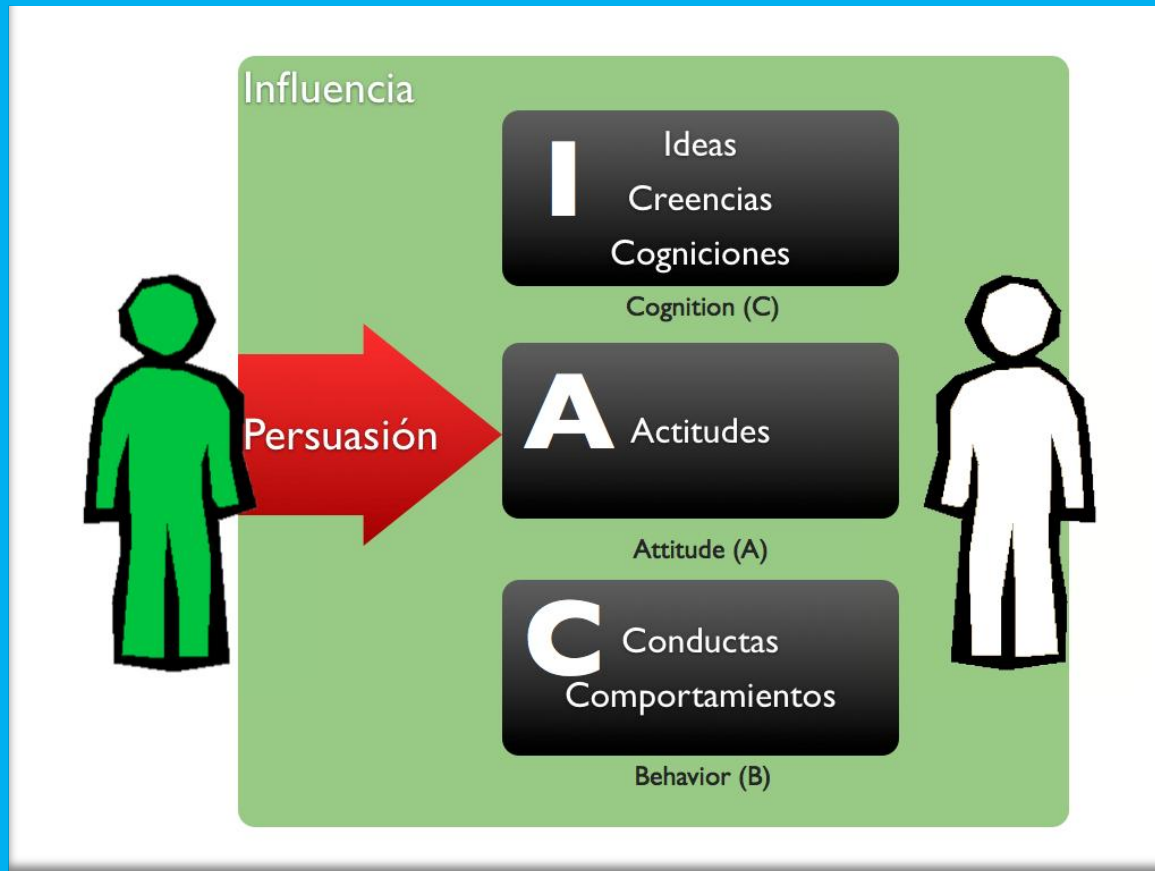 Influencia
I
Ideas
Creencias
Cogniciones
Cognition (C)
Persuasión
A
Actitudes
Attitude (A)
C
Conductas
Comportamientos
Behavior (B)